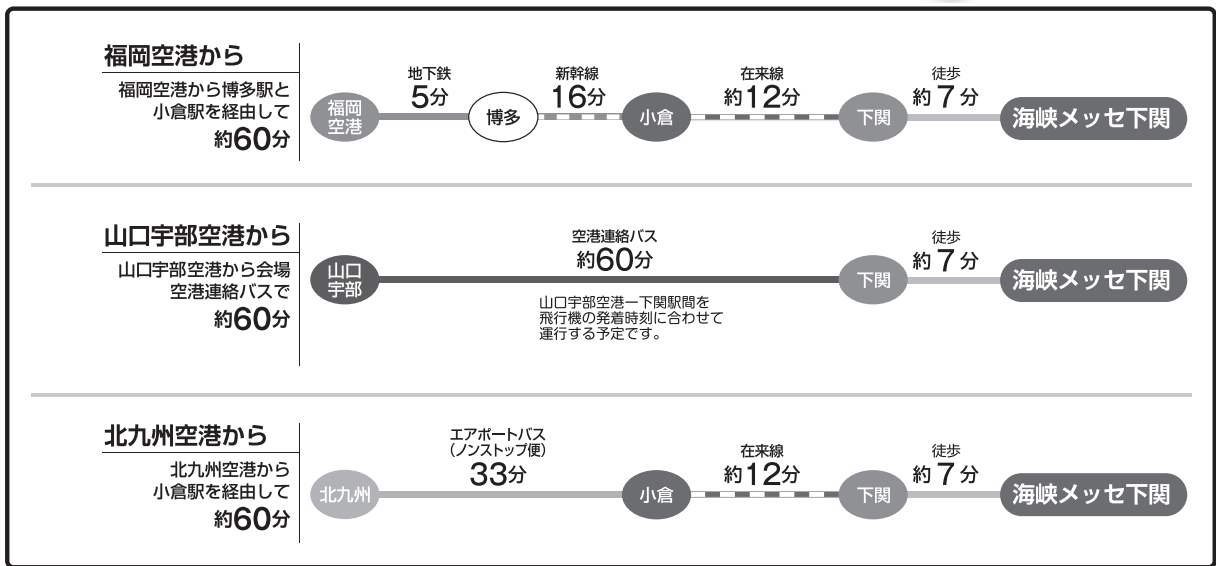 福岡空港から
福岡空港から博多駅と
小倉駅を経由して
約60分
福岡
空港
地下鉄
5分
博多
新幹線
16分
小倉
在来線
約12分
下関
徒歩
約7分
海峡メッセ下関
山口宇部空港から
山口宇部空港から会場
空港連絡バスで
約60分
山口
宇部
空港連絡バス
約60分
山口宇部空港ー下関駅間を
飛行機の発着時刻に合わせて
運行する予定です。
下関
徒歩
約7分
海峡メッセ下関
北九州空港から
北九州空港から
小倉駅を経由して
約60分
北九州
エアポートバス
(ノンストップ便)
33分
小倉
在来線
約12分
下関
徒歩
約7分
海峡メッセ下関